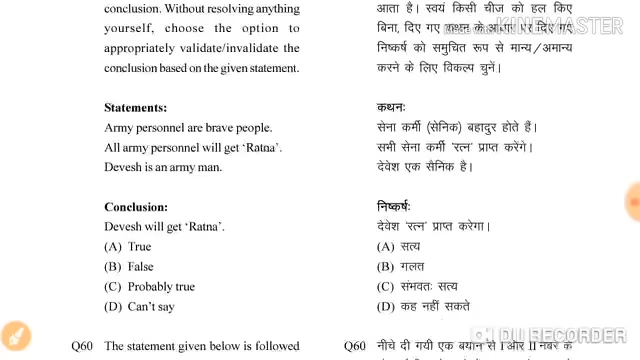 conclusion. Without resolving anything
yourself, choose the option to
appropriately validate/invalidate the
conclusion based on the given statement.
Statements:
Army personnel are brave people.
All army personnel will get ‘Ratna’.
Devesh is an army man.
Conclusion:
Devesh will get ‘Ratna’.
(A) True
(B) False
(C) Probably true
(D) Can’t say
Q60 The statement given below is followed
आता है। स्वयं किसी चीज को हल किए
बिना, दिए गए कथन के आधार पर दिए गए
निष्कर्ष को समुचित रूप से मान्य/अमान्य
करने के लिए विकल्प चुनें।
कथनः
सेना कर्मी (सेनिक) बहादुर होते हैं।
सभी सेना कर्मी ‘रत्न’ प्राप्त करेंगे।
देवेश एक सैनिक है।
निष्कर्षः
देवेश ‘रत्न’ प्राप्त करेगा।
(A) सत्य
(B) गलत
(C) संभवतः सत्य
(D) कह नहीं सकते
Q60 नीचे दी गयी एक बयान से I और II नंबर के
KINEMASTER
DU RECORDER